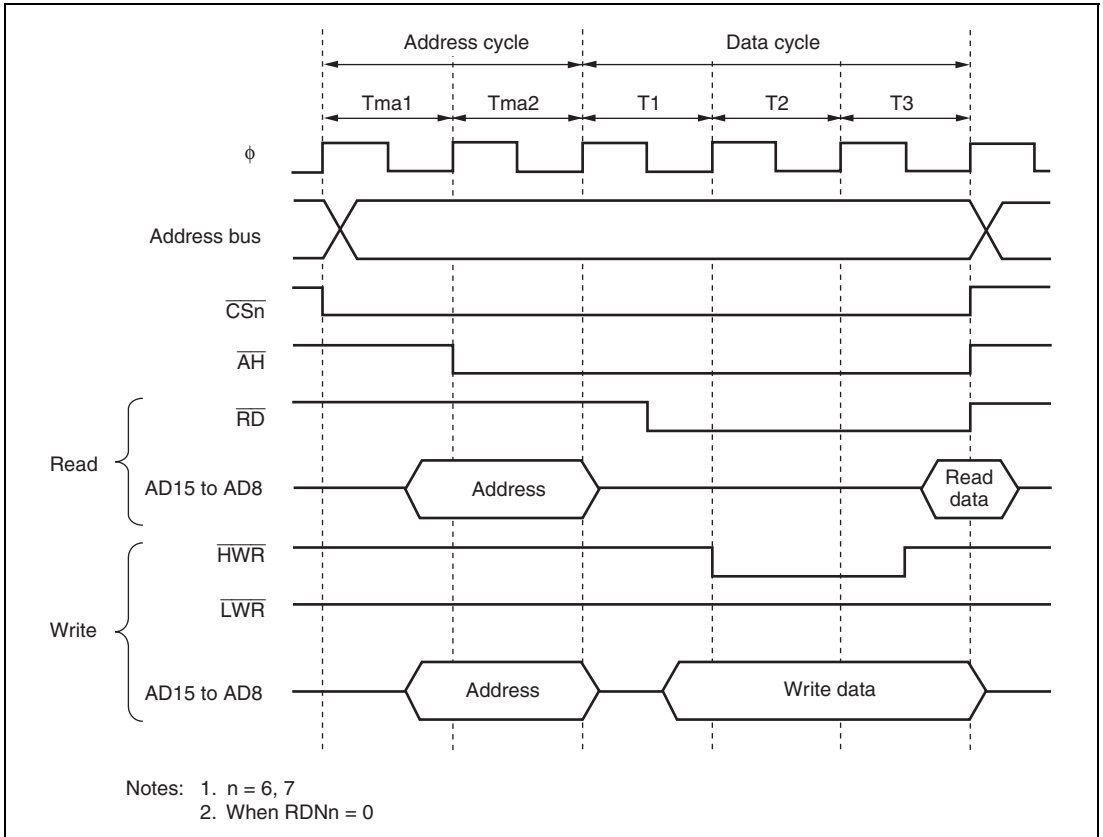 Address cycle Data cycle
Tma1 Tma2 T1 T2 T3
ϕ
Address bus
CSn
AH
RD
Read
AD15 to AD8 Address Read data
HWR
LWR
Write
AD15 to AD8 Address Write data
Notes: 1. n = 6, 7
2. When RDNn = 0